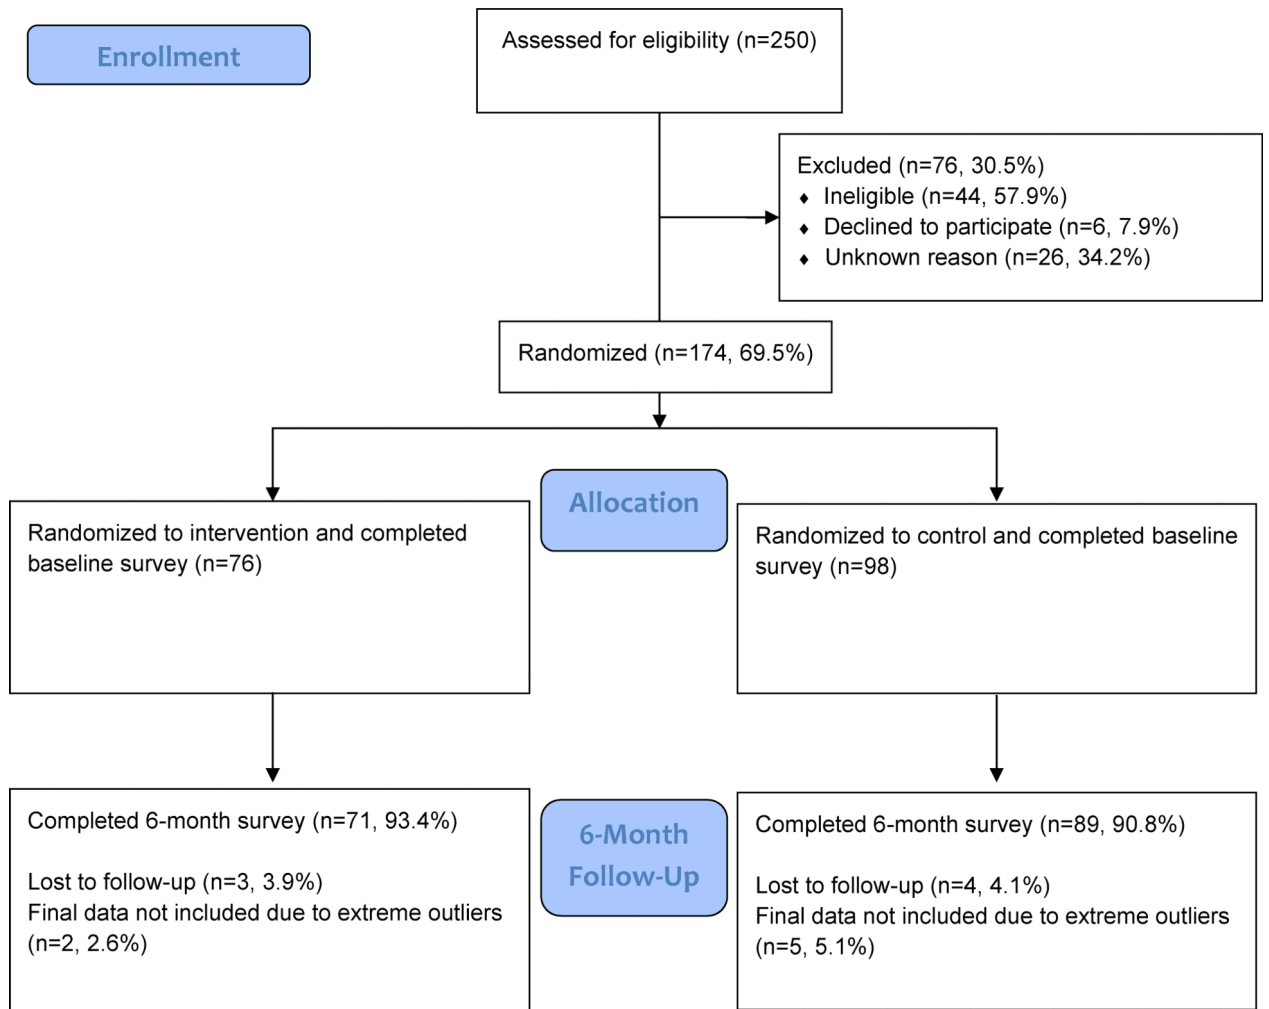 Enrollment
Assessed for eligibility (n=250)
Excluded (n=76, 30.5%)
♦ Ineligible (n=44, 57.9%)
♦ Declined to participate (n=6, 7.9%)
♦ Unknown reason (n=26, 34.2%)
Randomized (n=174, 69.5%)
Allocation
Randomized to intervention and completed
baseline survey (n=76)
Randomized to control and completed baseline
survey (n=98)
6-Month
Follow-Up
Completed 6-month survey (n=71, 93.4%)
Lost to follow-up (n=3, 3.9%)
Final data not included due to extreme outliers
(n=2, 2.6%)
Completed 6-month survey (n=89, 90.8%)
Lost to follow-up (n=4, 4.1%)
Final data not included due to extreme outliers
(n=5, 5.1%)